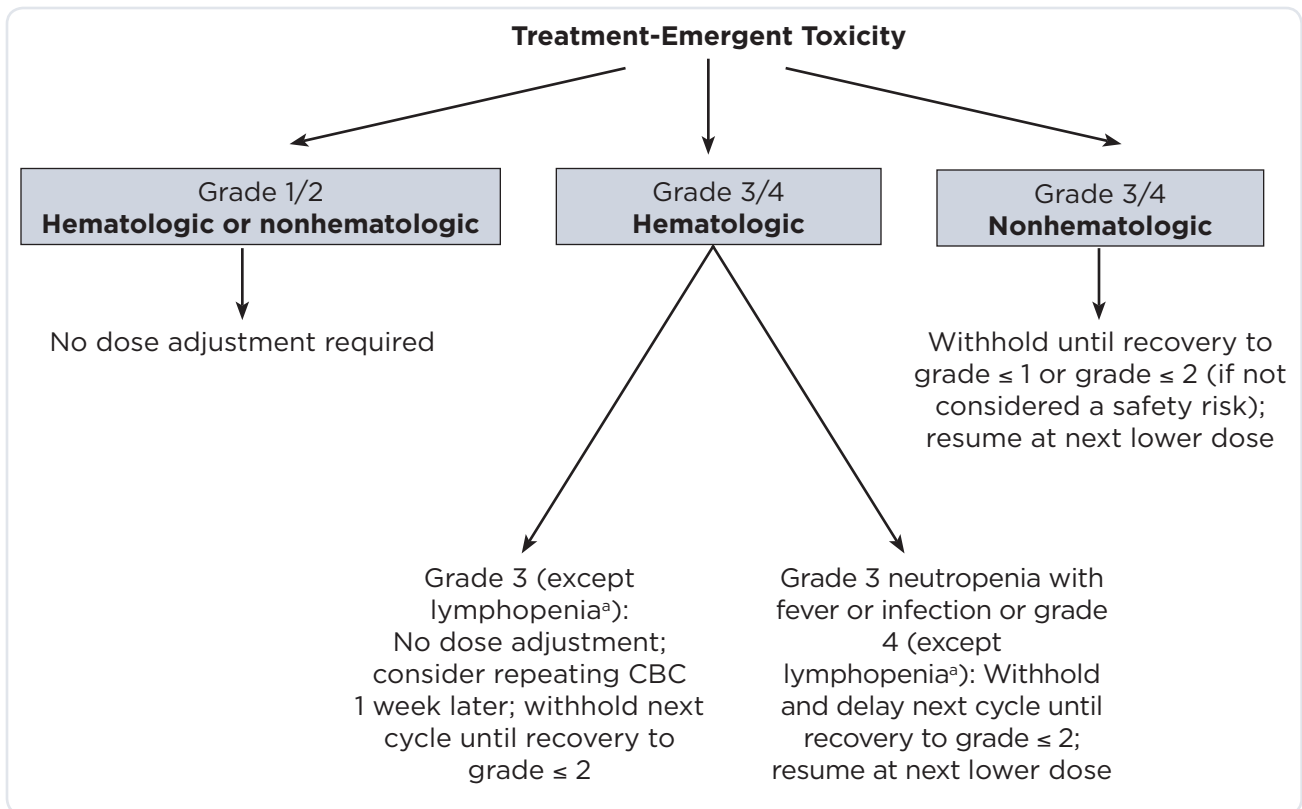 Treatment-Emergent Toxicity
Grade 1/2
Hematologic or nonhematologic
Grade 3/4
Hematologic
Grade 3/4
Nonhematologic
No dose adjustment required
Withhold until recovery to
grade ≤ 1 or grade ≤ 2 (if not
considered a safety risk);
resume at next lower dose
Grade 3 (except
lymphopeniaᵃ):
No dose adjustment;
consider repeating CBC
1 week later; withhold next
cycle until recovery to
grade ≤ 2
Grade 3 neutropenia with
fever or infection or grade
4 (except
lymphopeniaᵃ): Withhold
and delay next cycle until
recovery to grade ≤ 2;
resume at next lower dose